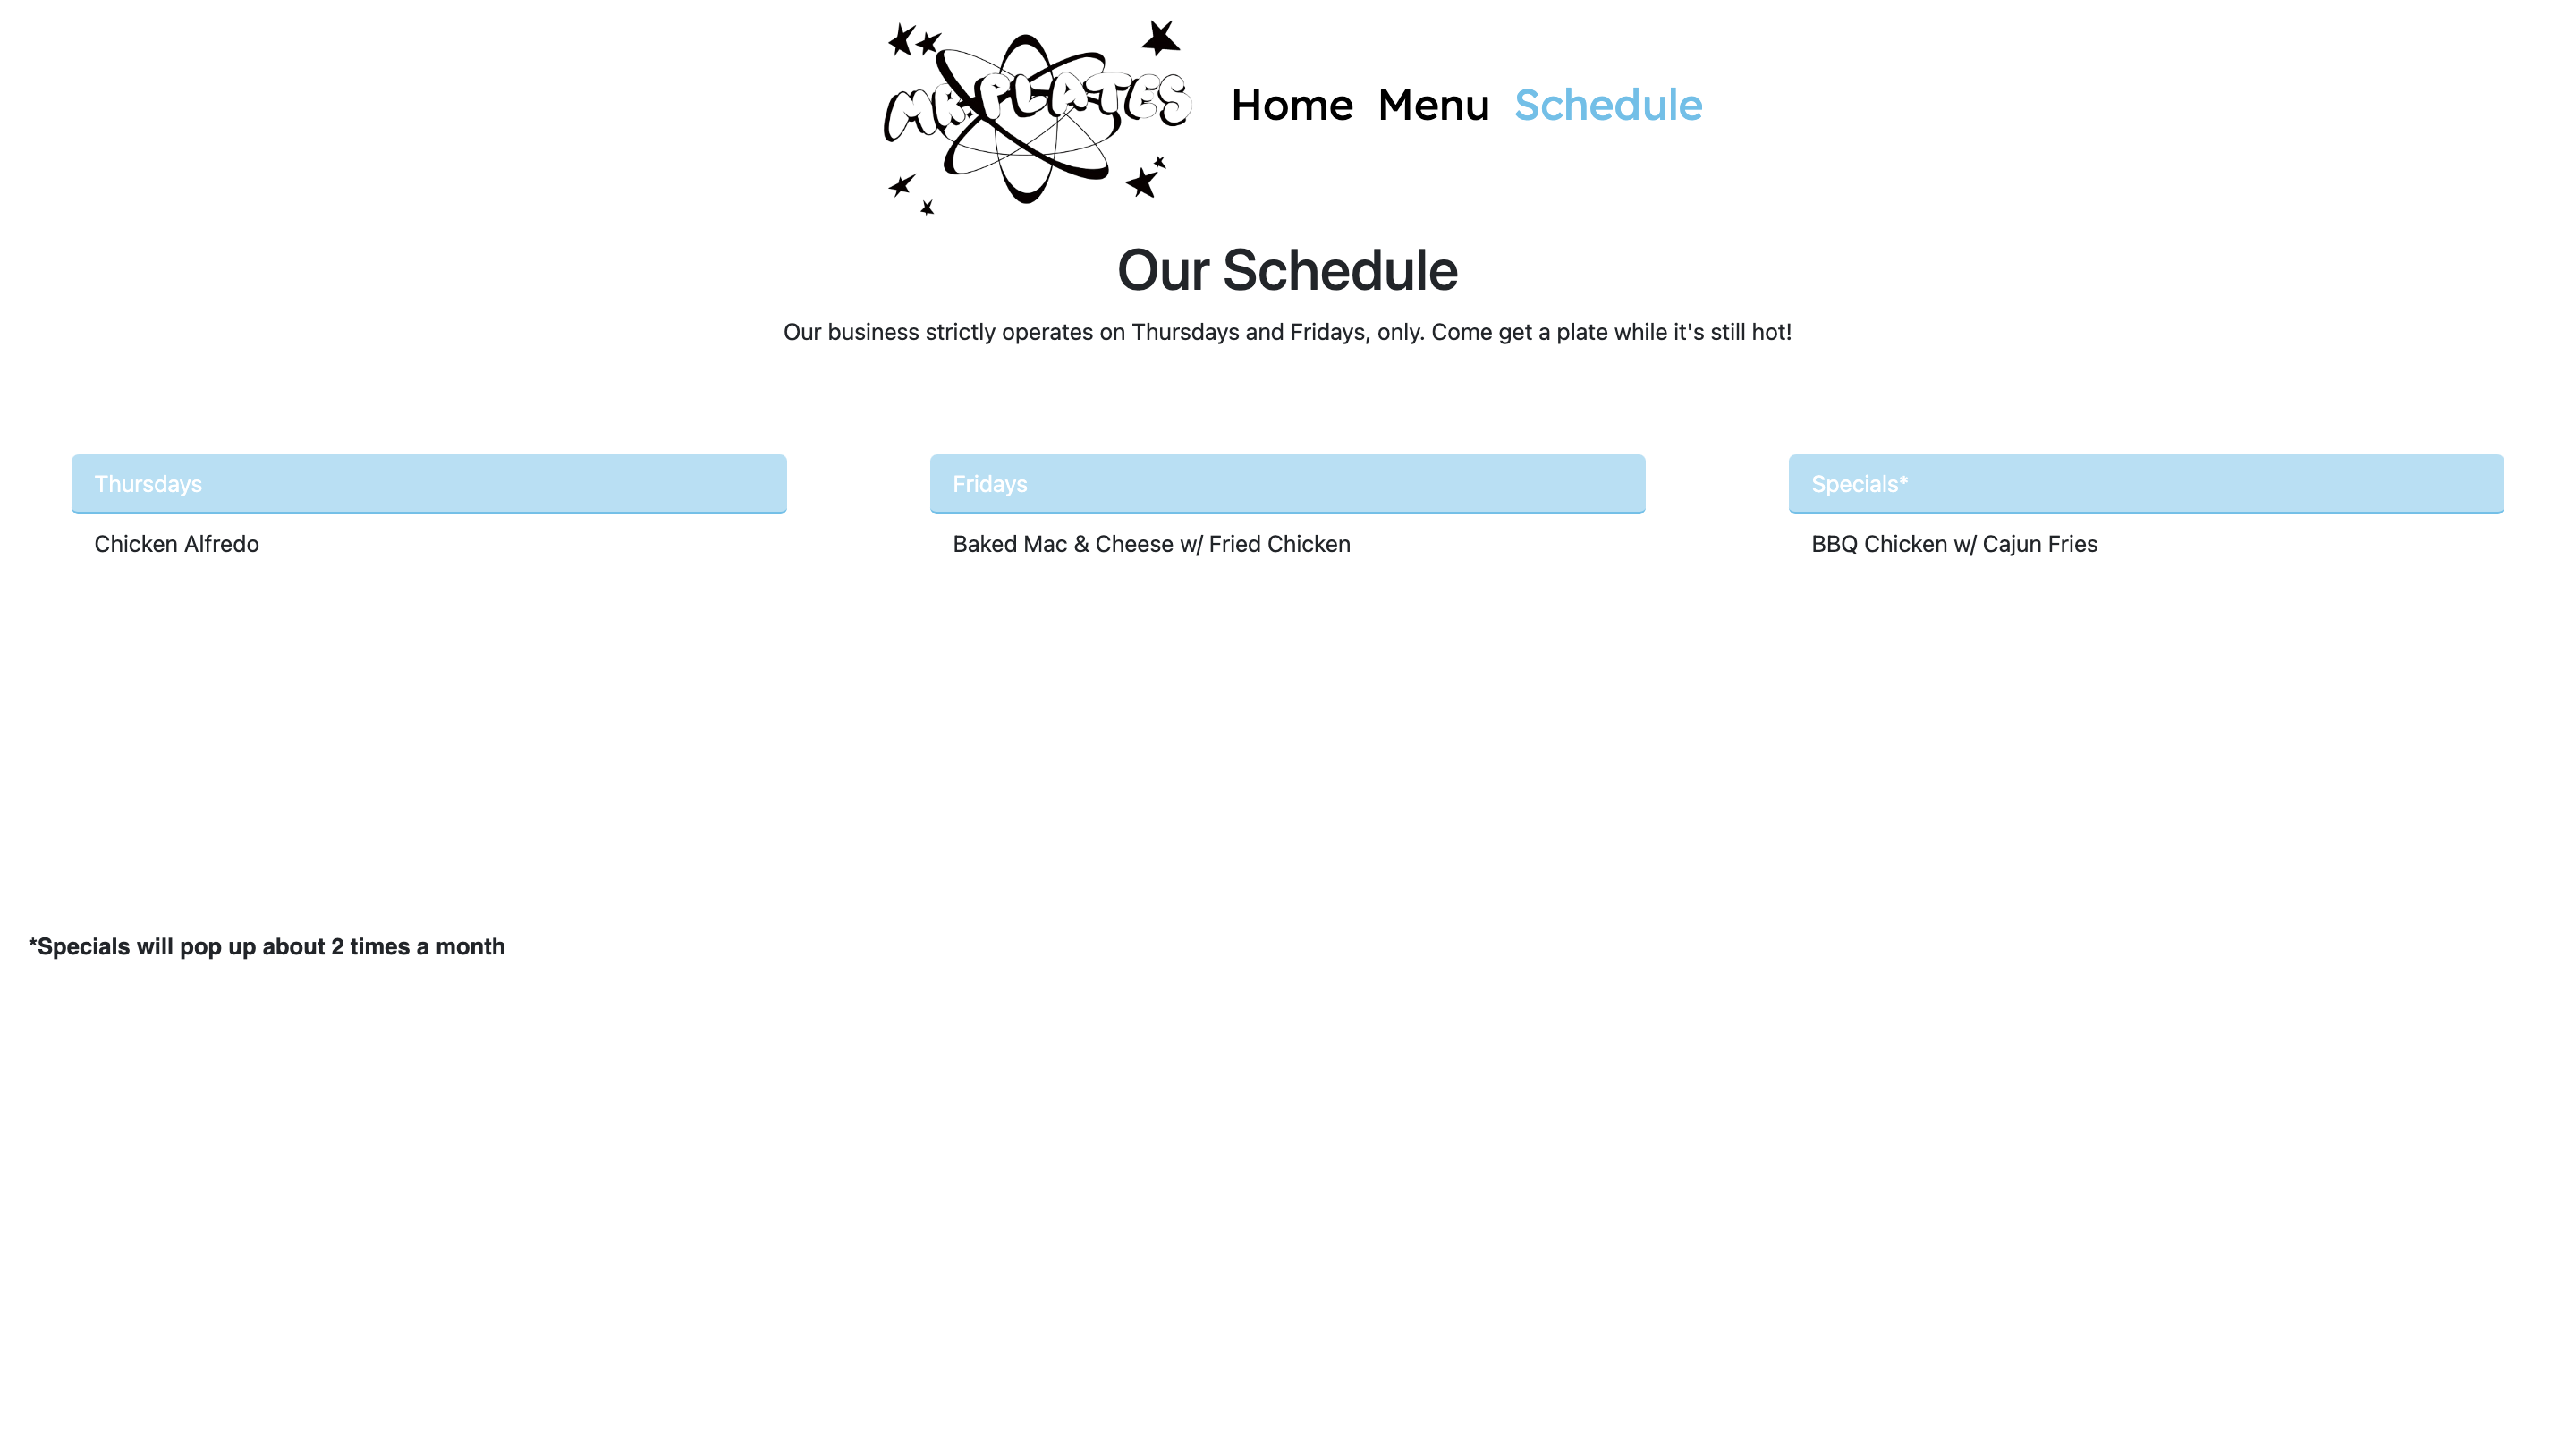 MR. PLATES
Home Menu Schedule
Our Schedule
Our business strictly operates on Thursdays and Fridays, only. Come get a plate while it's still hot!
Thursdays
Chicken Alfredo
Fridays
Baked Mac & Cheese w/ Fried Chicken
Specials*
BBQ Chicken w/ Cajun Fries
*Specials will pop up about 2 times a month